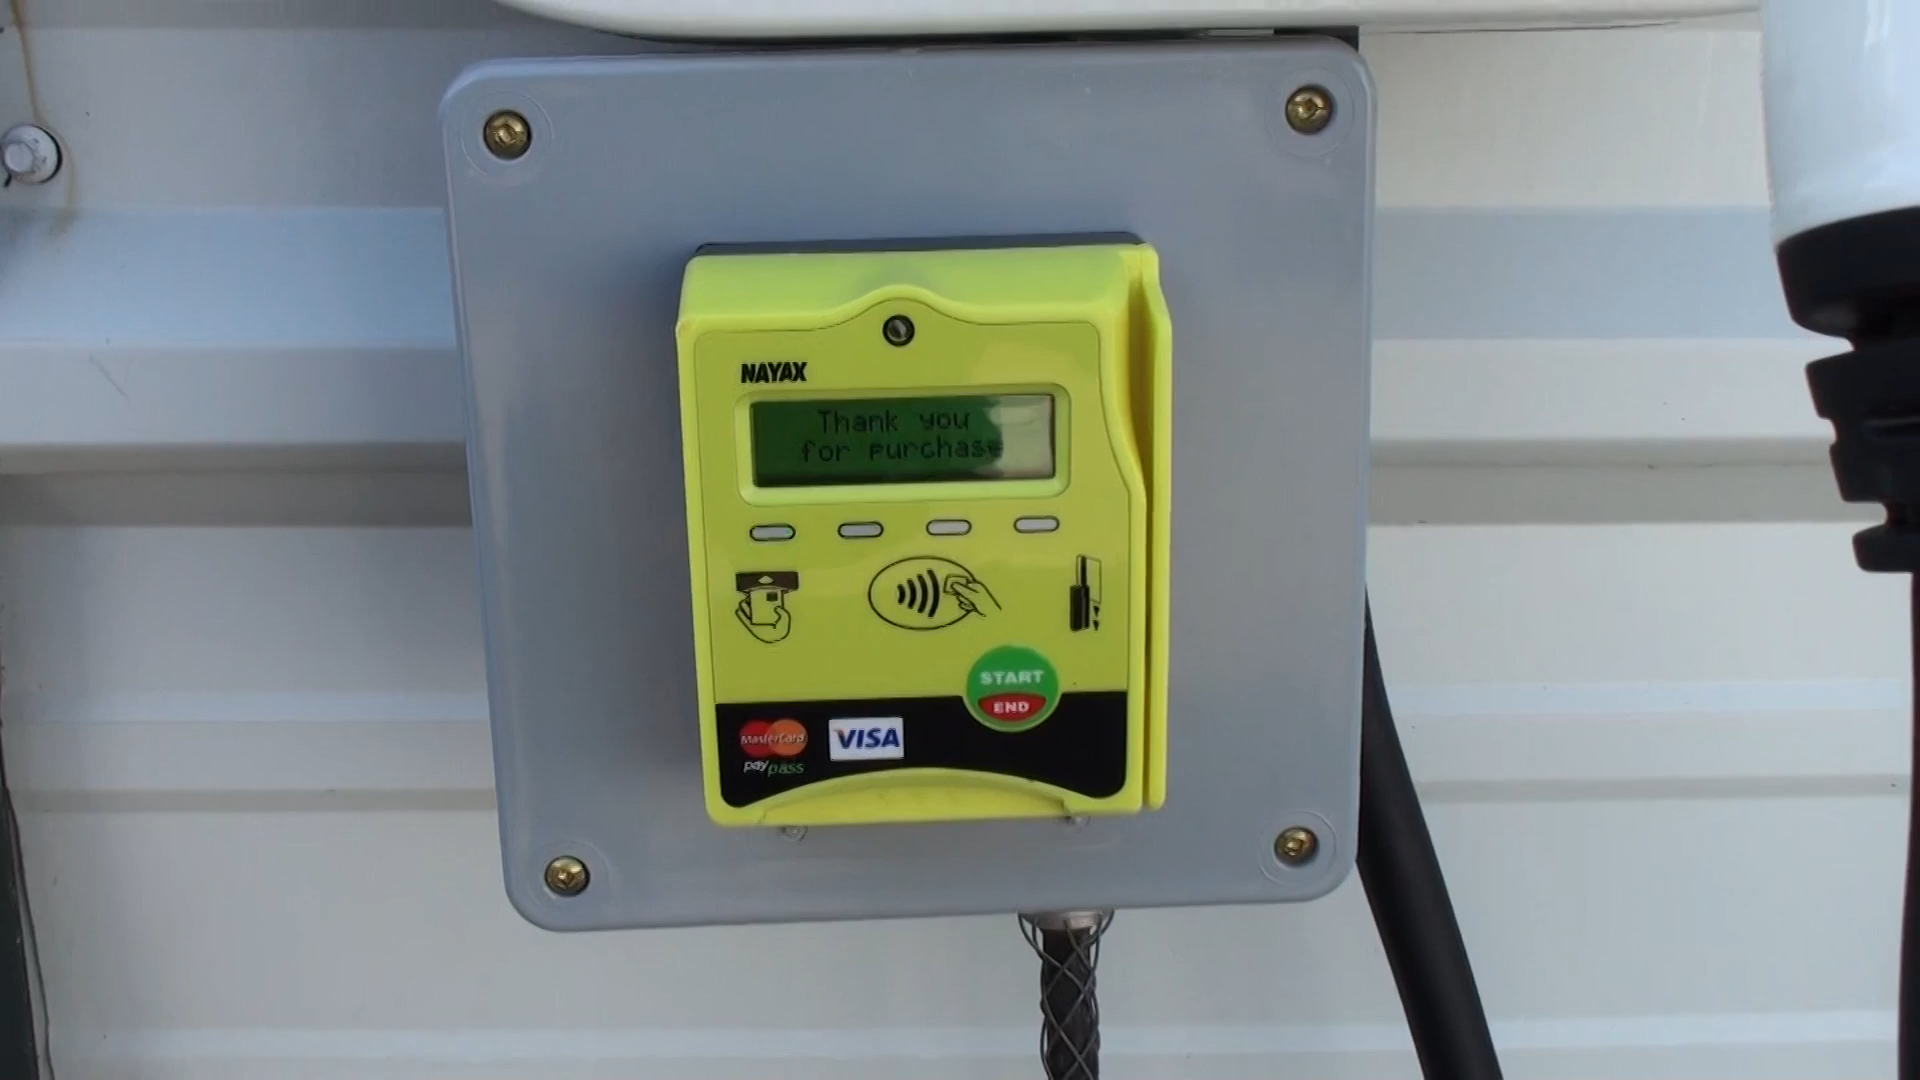 NAYAX
Thank you
for purchase
START
END
MasterCard
paypass
VISA